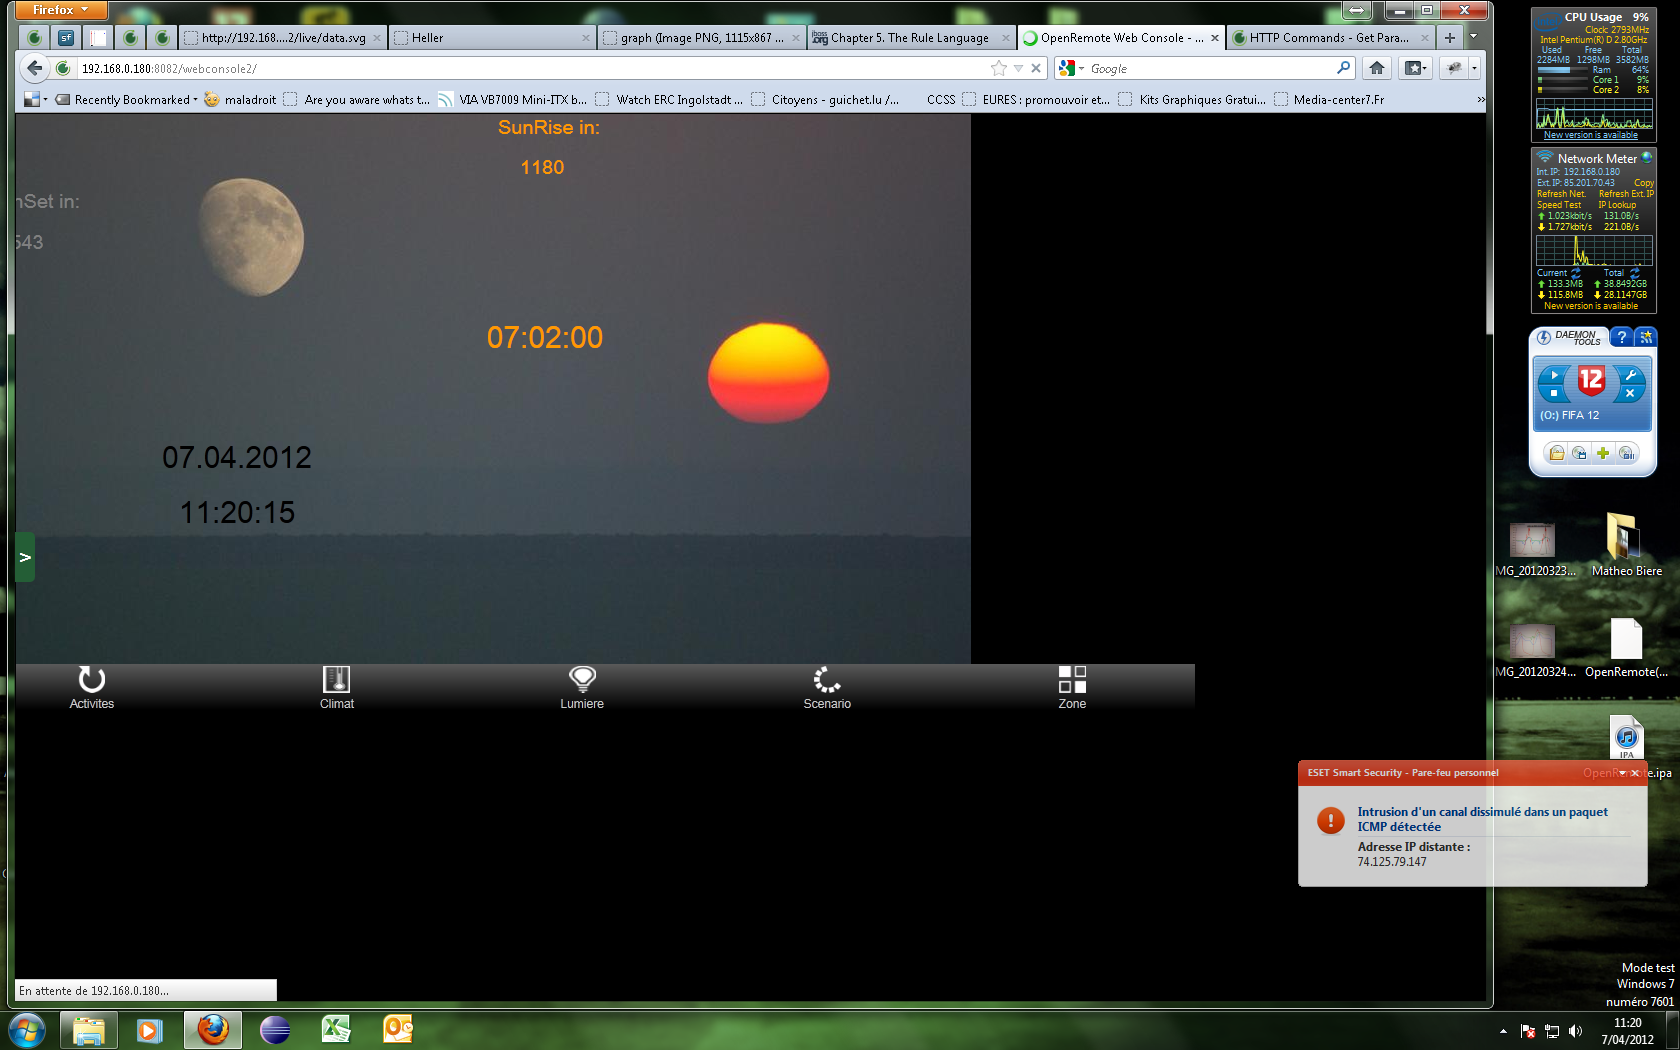 Firefox
http://192.168....2/live/data.svg
Heller
graph (Image PNG, 1115x867 ...
Chapter 5. The Rule Language
OpenRemote Web Console - ...
HTTP Commands - Get Para...
192.168.0.180:8082/webconsole2/
Google
Recently Bookmarked
maladroit
Are you aware whats t...
VIA VB7009 Mini-ITX b...
Watch ERC Ingolstadt ...
Citoyens - guichet.lu /...
CCSS
EURES : promouvoir et...
Kits Graphiques Gratui...
Media-center7.Fr
SunRise in:
1180
nSet in:
543
07:02:00
07.04.2012
11:20:15
>
Activites
Climat
Lumiere
Scenario
Zone
En attente de 192.168.0.180...
CPU Usage 9%
Clock: 2793MHz
Intel Pentium(R) D 2.80GHz
Used Free Total
2284MB 1298MB 3582MB
Ram 64%
Core 1 9%
Core 2 8%
New version is available
Network Meter
Int. IP: 192.168.0.180
Ext. IP: 85.201.70.43 Copy
Refresh Net. Refresh Ext. IP
Speed Test IP Lookup
1.023kbit/s 131.0B/s
1.727kbit/s 221.0B/s
Current Total
133.3MB 38.8492GB
115.8MB 28.1147GB
New version is available
DAEMON
TOOLS
?
12
(O:) FIFA 12
MG_20120323...
Matheo Biere
MG_20120324...
OpenRemote(...
IPA
OpenRemote.ipa
ESET Smart Security - Pare-feu personnel
Intrusion d'un canal dissimulé dans un paquet
ICMP détectée
Adresse IP distante :
74.125.79.147
Mode test
Windows 7
numéro 7601
11:20
7/04/2012